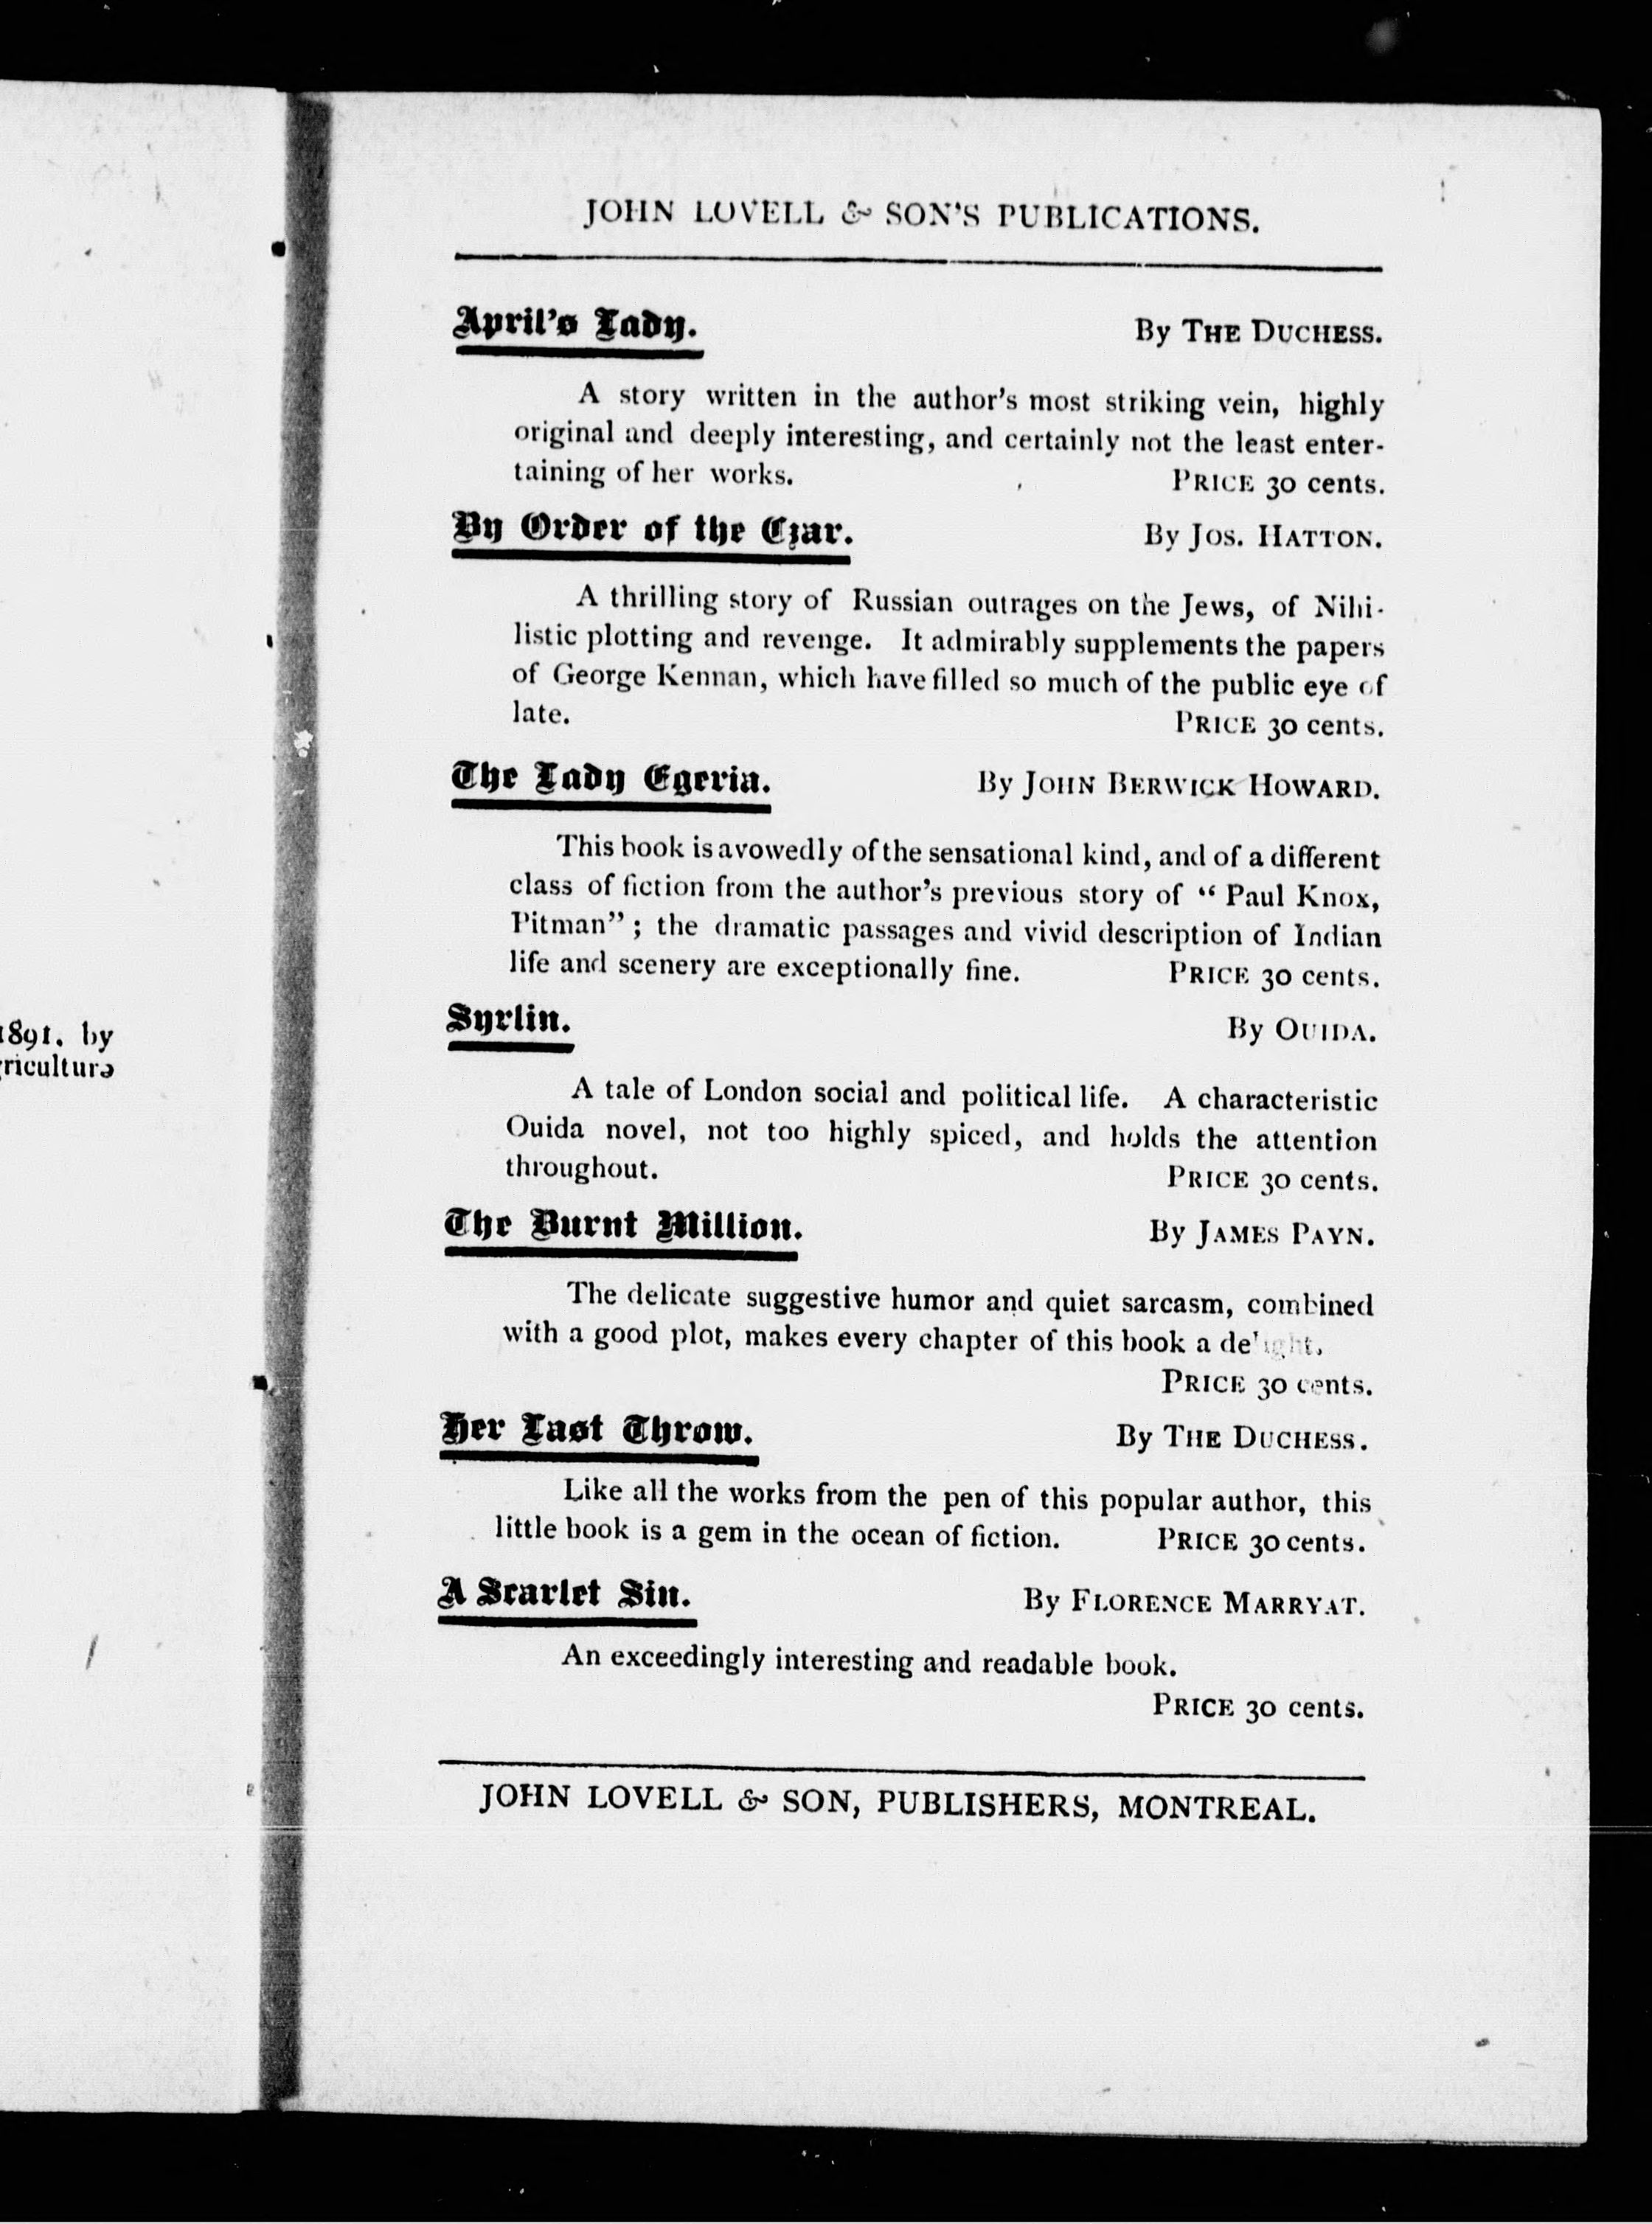 1891. by
riculture
JOHN LOVELL & SON'S PUBLICATIONS.
April's Lady. By THE DUCHESS.
A story written in the author's most striking vein, highly
original and deeply interesting, and certainly not the least enter-
taining of her works. PRICE 30 cents.
By Order of the Czar. By JOS. HATTON.
A thrilling story of Russian outrages on the Jews, of Nihi-
listic plotting and revenge. It admirably supplements the papers
of George Kennan, which have filled so much of the public eye of
late. PRICE 30 cents.
The Lady Egeria. By JOHN BERWICK HOWARD.
This book is avowedly of the sensational kind, and of a different
class of fiction from the author's previous story of "Paul Knox,
Pitman"; the dramatic passages and vivid description of Indian
life and scenery are exceptionally fine. PRICE 30 cents.
Syrlin. By OUIDA.
A tale of London social and political life. A characteristic
Ouida novel, not too highly spiced, and holds the attention
throughout. PRICE 30 cents.
The Burnt Million. By JAMES PAYN.
The delicate suggestive humor and quiet sarcasm, combined
with a good plot, makes every chapter of this book a delight.
PRICE 30 cents.
Her Last Throw. By THE DUCHESS.
Like all the works from the pen of this popular author, this
little book is a gem in the ocean of fiction. PRICE 30 cents.
A Scarlet Sin. By FLORENCE MARRYAT.
An exceedingly interesting and readable book.
PRICE 30 cents.
JOHN LOVELL & SON, PUBLISHERS, MONTREAL.